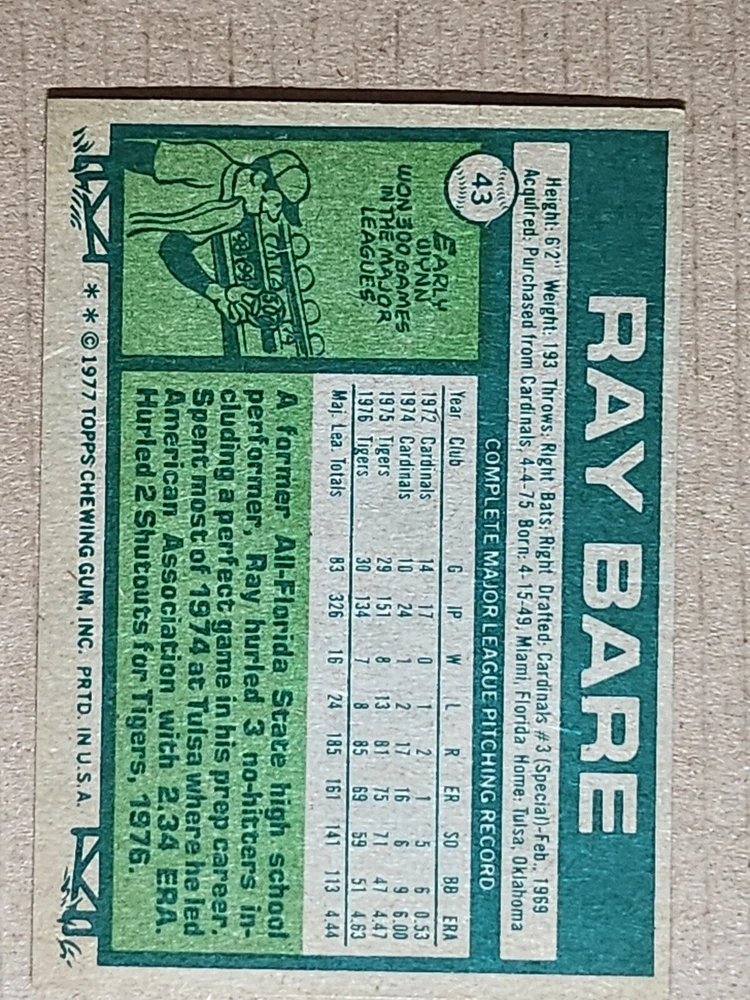 RAY BARE
43
Height: 6'2" Weight: 193 Throws: Right Bats: Right Drafted: Cardinals #3 (Special)-Feb., 1969
Acquired: Purchased from Cardinals, 4-4-75 Born: 4-15-49, Miami, Florida Home: Tulsa, Oklahoma
COMPLETE MAJOR LEAGUE PITCHING RECORD
Year Club G IP W L R ER SO BB ERA
1972 Cardinals 14 17 0 1 2 1 5 6 0.53
1974 Cardinals 10 24 1 2 17 16 6 9 6.00
1975 Tigers 29 151 8 13 81 75 71 47 4.47
1976 Tigers 30 134 7 8 85 69 59 51 4.63
Maj. Lea. Totals 83 326 16 24 185 161 141 113 4.44
EARLY
WYNN
WON 300 GAMES
IN THE MAJOR
LEAGUES.
A former All-Florida State high school
performer, Ray hurled 3 no-hitters in-
cluding a perfect game in his prep career.
Spent most of 1974 at Tulsa where he led
American Association with 2.34 ERA.
Hurled 2 Shutouts for Tigers, 1976.
* * © 1977 TOPPS CHEWING GUM, INC. PRTD. IN U.S.A.